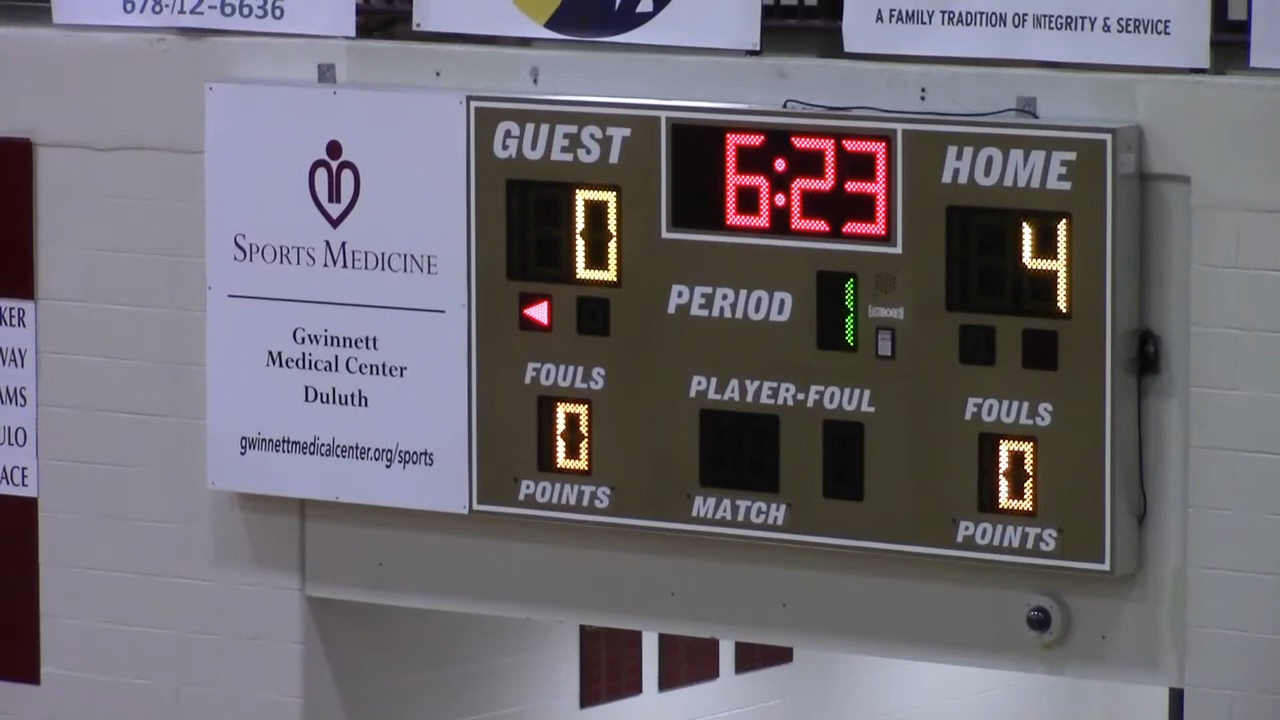 678-712-6636
A FAMILY TRADITION OF INTEGRITY & SERVICE
SPORTS MEDICINE
Gwinnett
Medical Center
Duluth
gwinnettmedicalcenter.org/sports
GUEST
6:23
HOME
0
4
PERIOD
1
FOULS
PLAYER-FOUL
FOULS
0
0
POINTS
MATCH
POINTS
KER
WAY
AMS
ULO
ACE